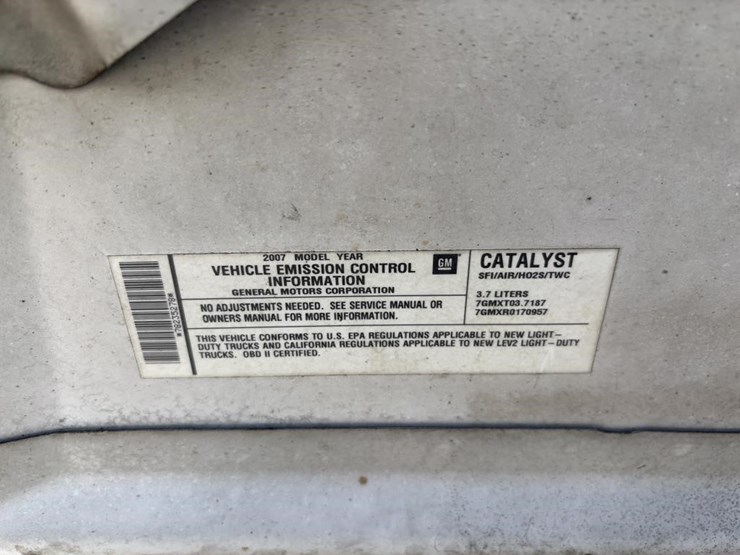 2007 MODEL YEAR
VEHICLE EMISSION CONTROL
INFORMATION
GENERAL MOTORS CORPORATION
GM
NO ADJUSTMENTS NEEDED. SEE SERVICE MANUAL OR
OWNERS MANUAL FOR MORE INFORMATION.
CATALYST
SFI/AIR/HO2S/TWC
3.7 LITERS
7GMXT03.7187
7GMXR0170957
THIS VEHICLE CONFORMS TO U.S. EPA REGULATIONS APPLICABLE TO NEW LIGHT-
DUTY TRUCKS AND CALIFORNIA REGULATIONS APPLICABLE TO NEW LEV2 LIGHT-DUTY
TRUCKS. OBD II CERTIFIED.